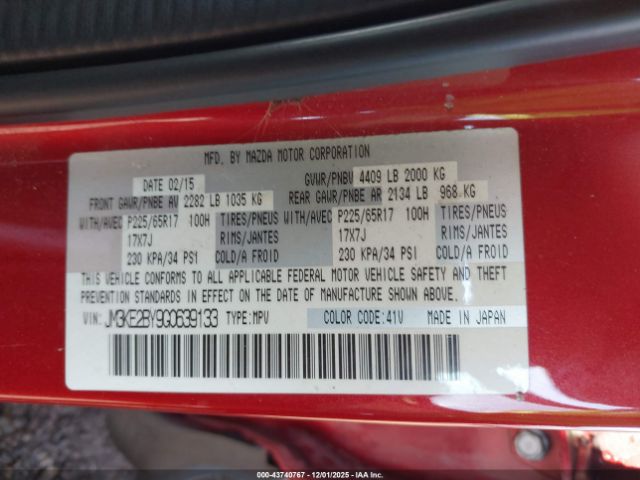 MFD. BY MAZDA MOTOR CORPORATION
DATE 02/15 GVWR/PNBV 4409 LB 2000 KG
FRONT GAWR/PNBE AV 2282 LB 1035 KG REAR GAWR/PNBE AR 2134 LB 968 KG
WITH/AVEC P225/65R17 100H TIRES/PNEUS WITH/AVEC P225/65R17 100H TIRES/PNEUS
17X7J RIMS/JANTES 17X7J RIMS/JANTES
230 KPA/34 PSI COLD/A FROID 230 KPA/34 PSI COLD/A FROID
THIS VEHICLE CONFORMS TO ALL APPLICABLE FEDERAL MOTOR VEHICLE SAFETY AND THEFT
PREVENTION STANDARDS IN EFFECT ON THE DATE OF MANUFACTURE SHOWN ABOVE.
VIN: JM3KE2BY9G0639133 TYPE:MPV COLOR CODE:41V MADE IN JAPAN
000-43740767 - 12/01/2025 - IAA Inc.